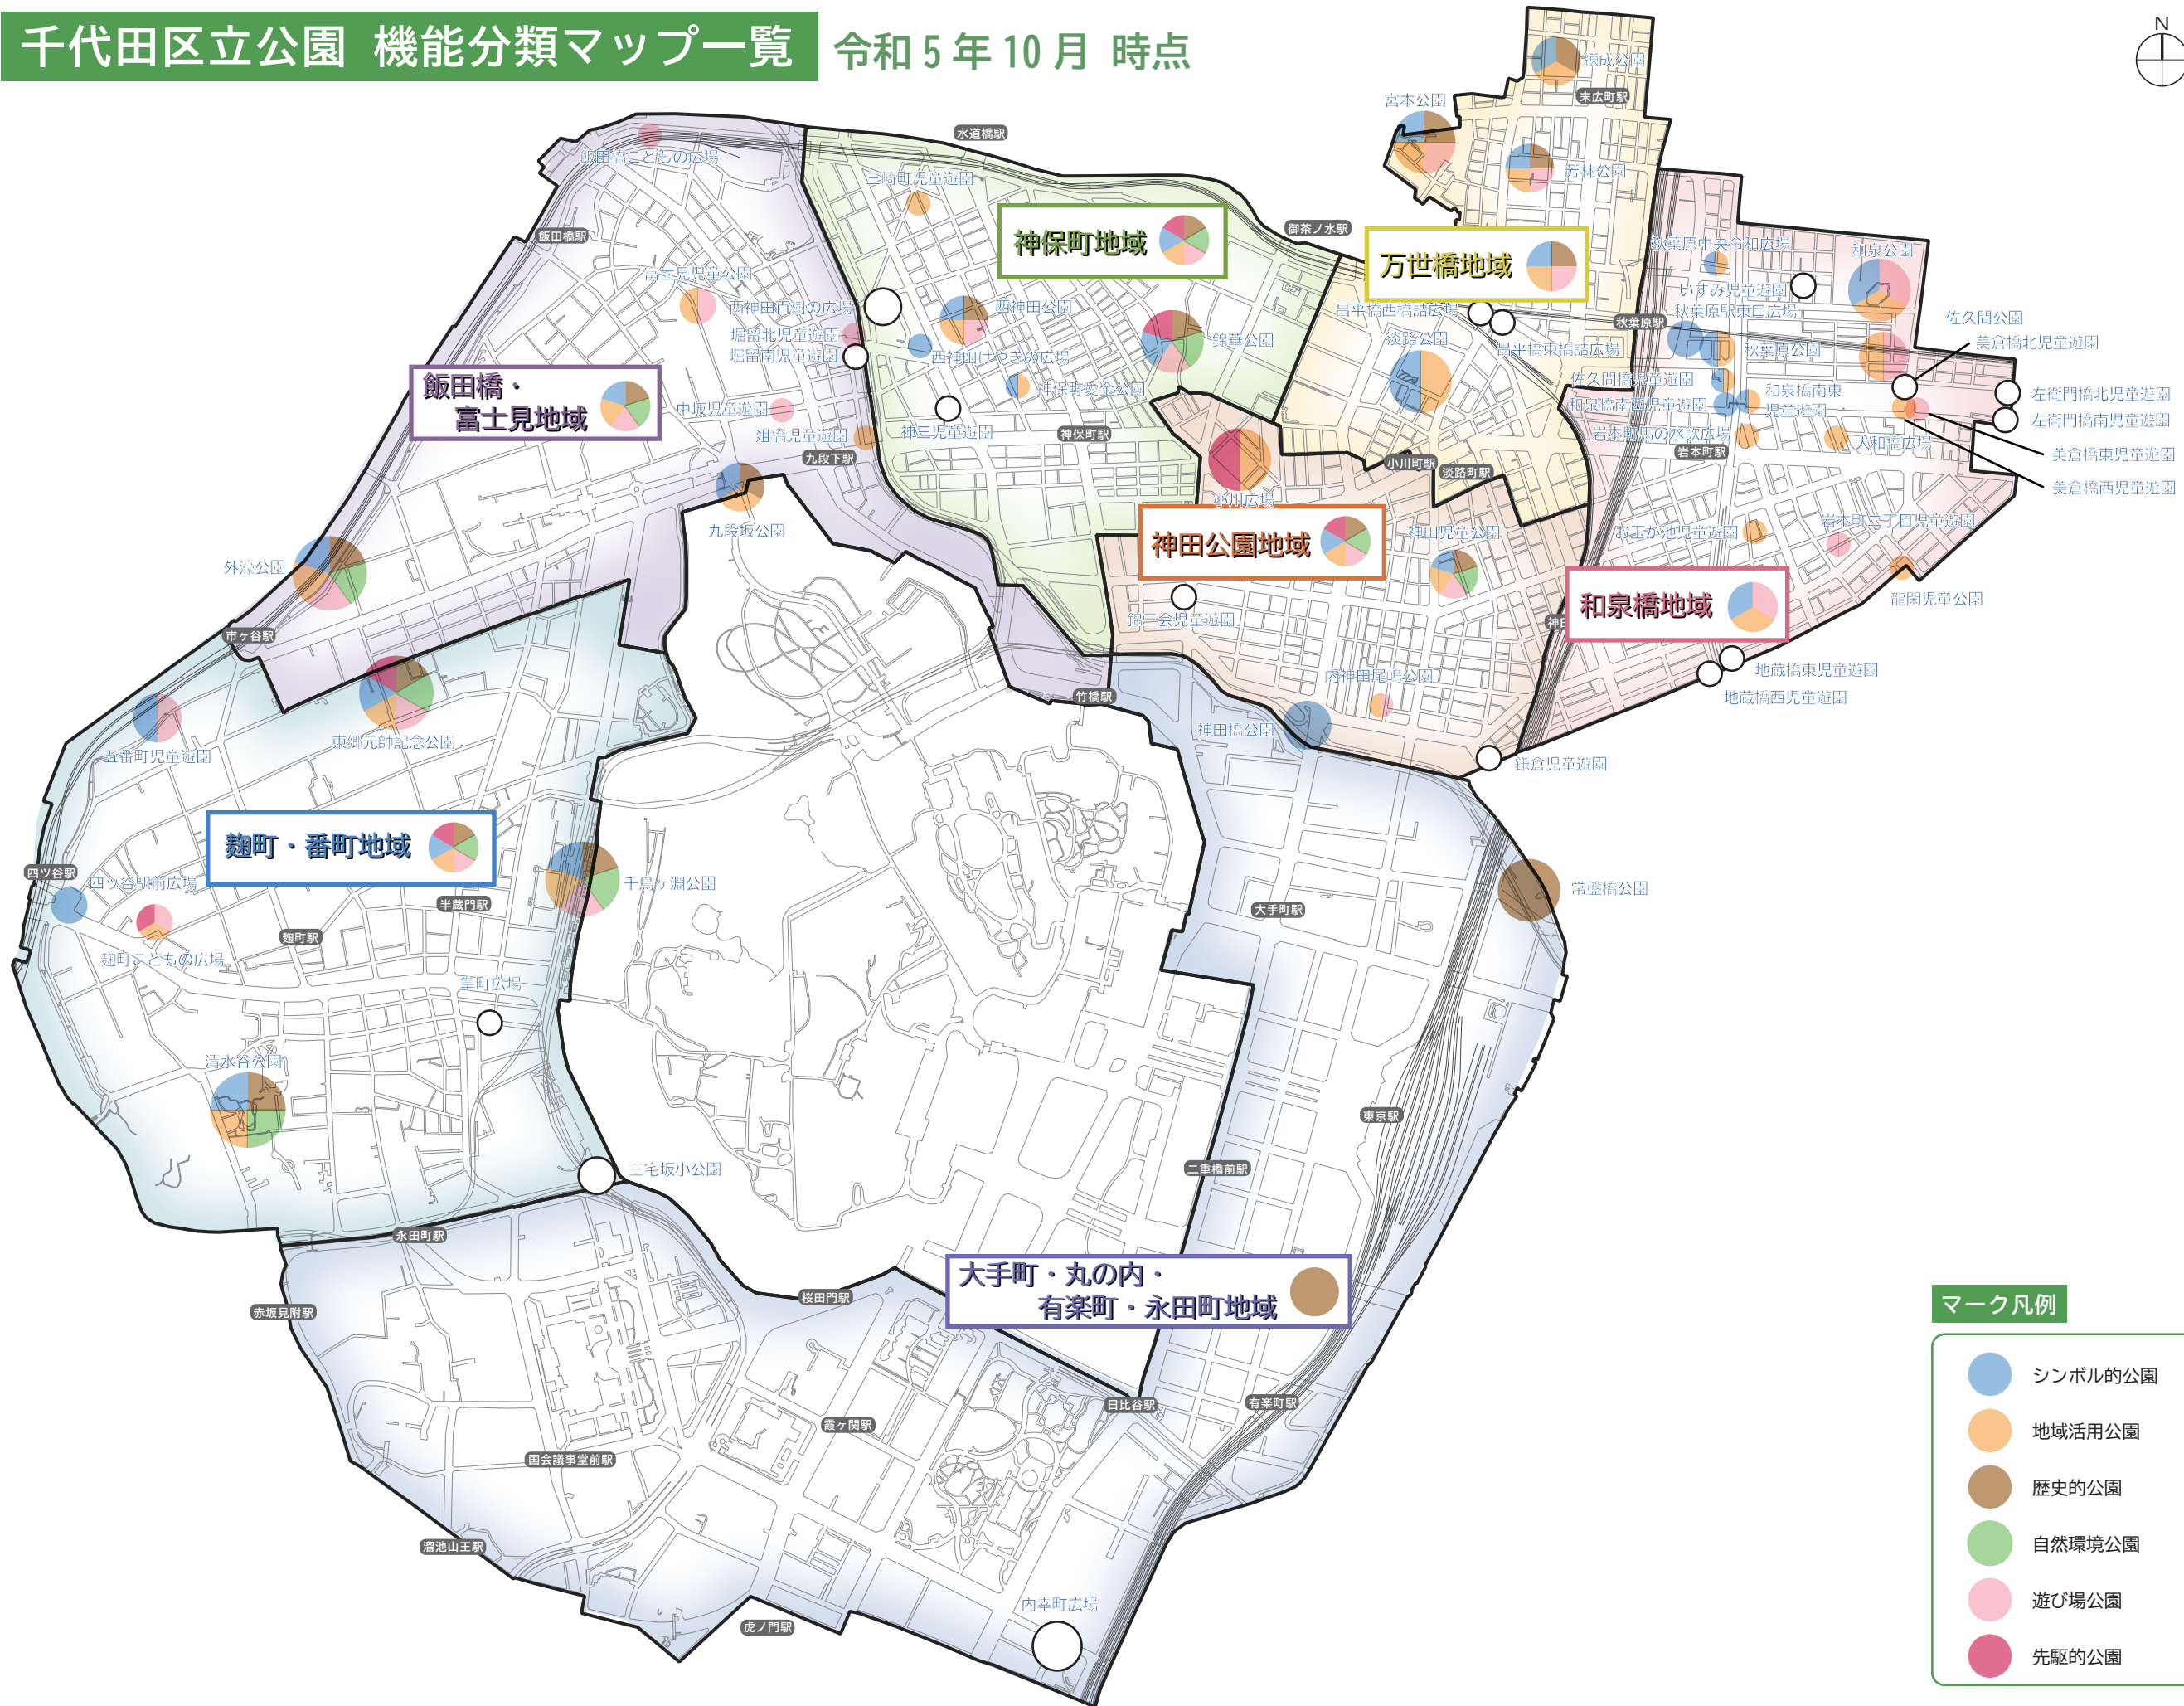 千代田区立公園 機能分類マップ一覧
令和5年10月 時点
N
練成公園
末広町駅
宮本公園
芳林公園
水道橋駅
飯田橋こどもの広場
三崎町児童遊園
飯田橋駅
神保町地域
御茶ノ水駅
万世橋地域
秋葉原中央令和広場
和泉公園
いずみ児童遊園
富士見児童公園
西神田百樹の広場
西神田公園
堀留北児童遊園
堀留南児童遊園
西神田けやきの広場
錦華公園
昌平橋西橋詰広場
昌平橋東橋詰広場
淡路公園
秋葉原駅
秋葉原駅東口広場
秋葉原公園
佐久間公園
美倉橋北児童遊園
佐久間橋児童遊園
和泉橋南東
児童遊園
和泉橋南西児童遊園
左衛門橋北児童遊園
左衛門橋南児童遊園
飯田橋・
富士見地域
神保町愛全公園
中坂児童遊園
俎橋児童遊園
神三児童遊園
神保町駅
九段下駅
岩本町馬の水飲広場
岩本町駅
大和橋広場
美倉橋東児童遊園
美倉橋西児童遊園
小川町駅
淡路町駅
小川広場
九段坂公園
神田公園地域
神田児童公園
お玉が池児童遊園
岩本町二丁目児童遊園
外濠公園
和泉橋地域
龍閑児童公園
錦三会児童遊園
市ヶ谷駅
地蔵橋東児童遊園
地蔵橋西児童遊園
内神田尾嶋公園
竹橋駅
神田橋公園
東郷元帥記念公園
五番町児童遊園
鎌倉児童遊園
麹町・番町地域
四ツ谷駅
四ツ谷駅前広場
千鳥ヶ淵公園
半蔵門駅
常盤橋公園
大手町駅
麹町駅
麹町こどもの広場
隼町広場
清水谷公園
東京駅
三宅坂小公園
二重橋前駅
永田町駅
大手町・丸の内・
有楽町・永田町地域
桜田門駅
赤坂見附駅
マーク凡例
シンボル的公園
地域活用公園
歴史的公園
自然環境公園
遊び場公園
先駆的公園
日比谷駅
有楽町駅
霞ヶ関駅
国会議事堂前駅
溜池山王駅
内幸町広場
虎ノ門駅